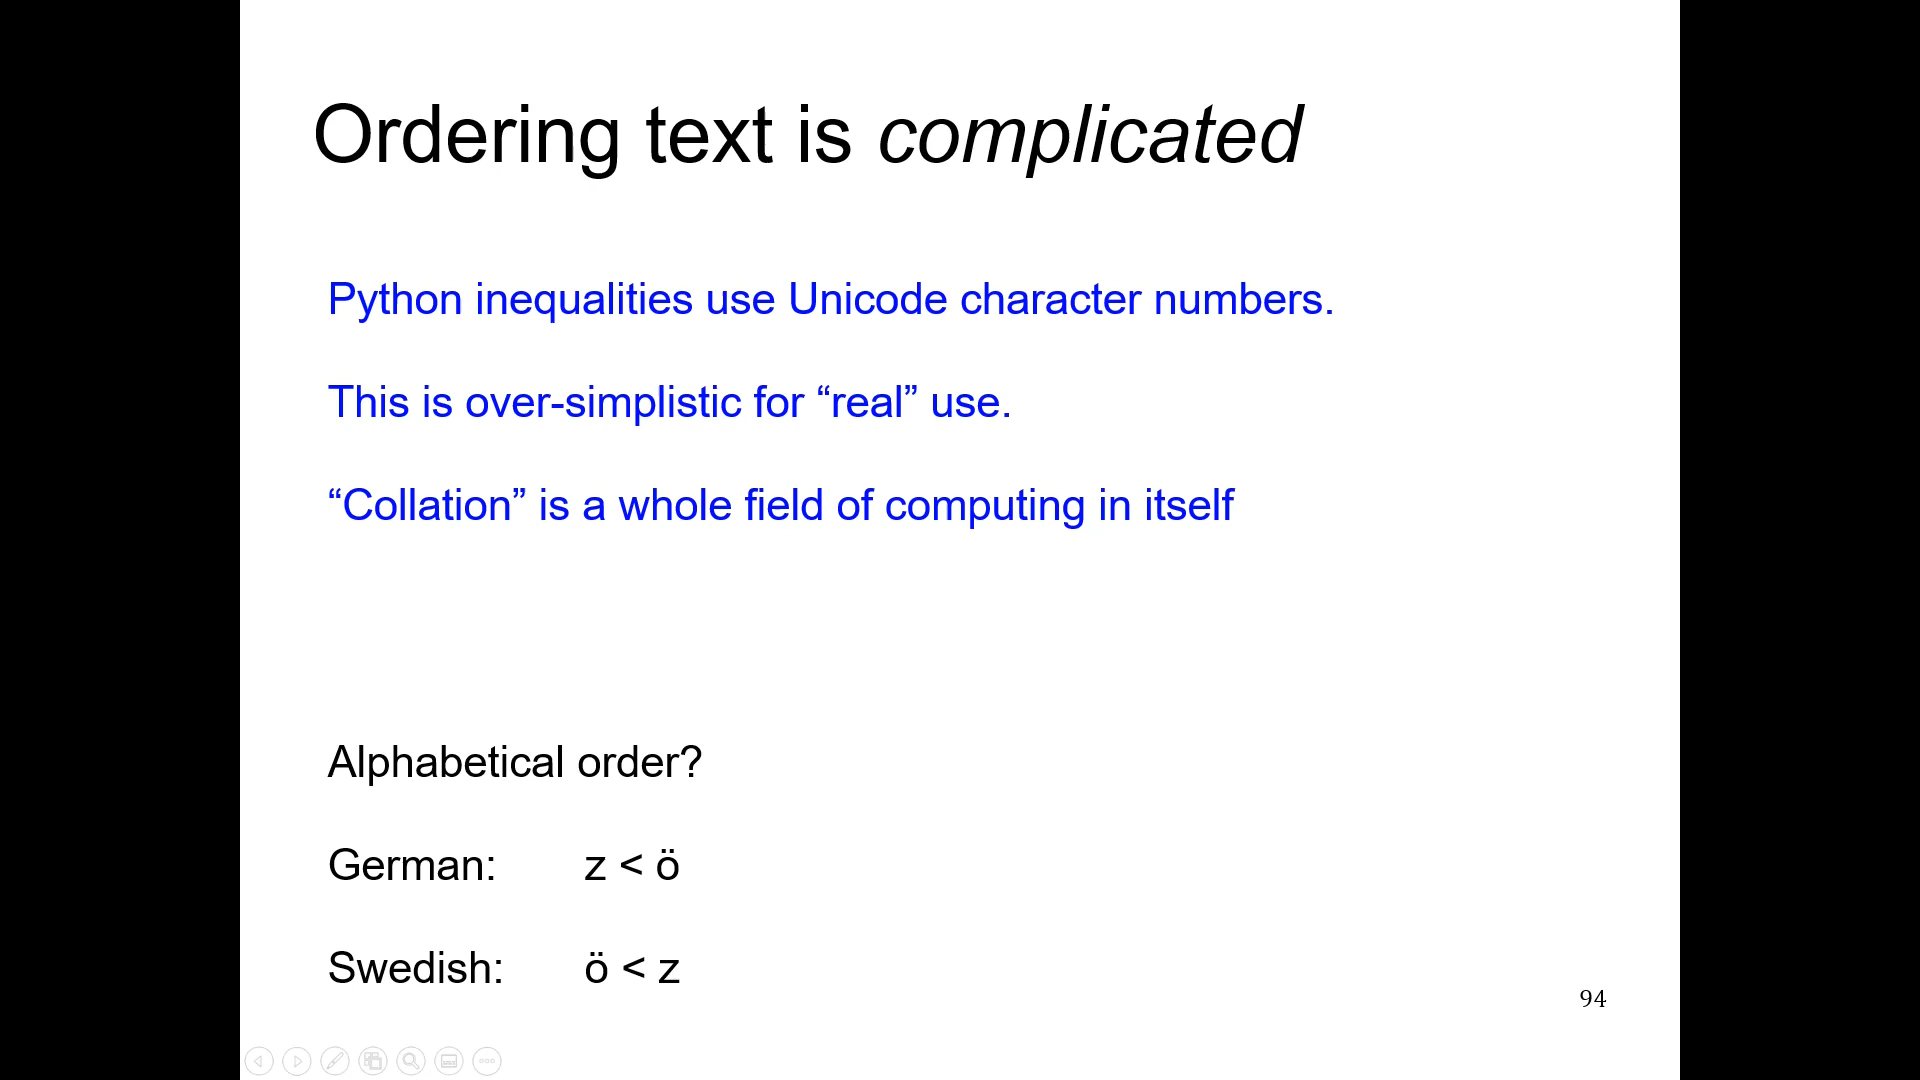 Ordering text is complicated
Python inequalities use Unicode character numbers.
This is over-simplistic for “real” use.
“Collation” is a whole field of computing in itself
Alphabetical order?
German: z < ö
Swedish: ö < z
94